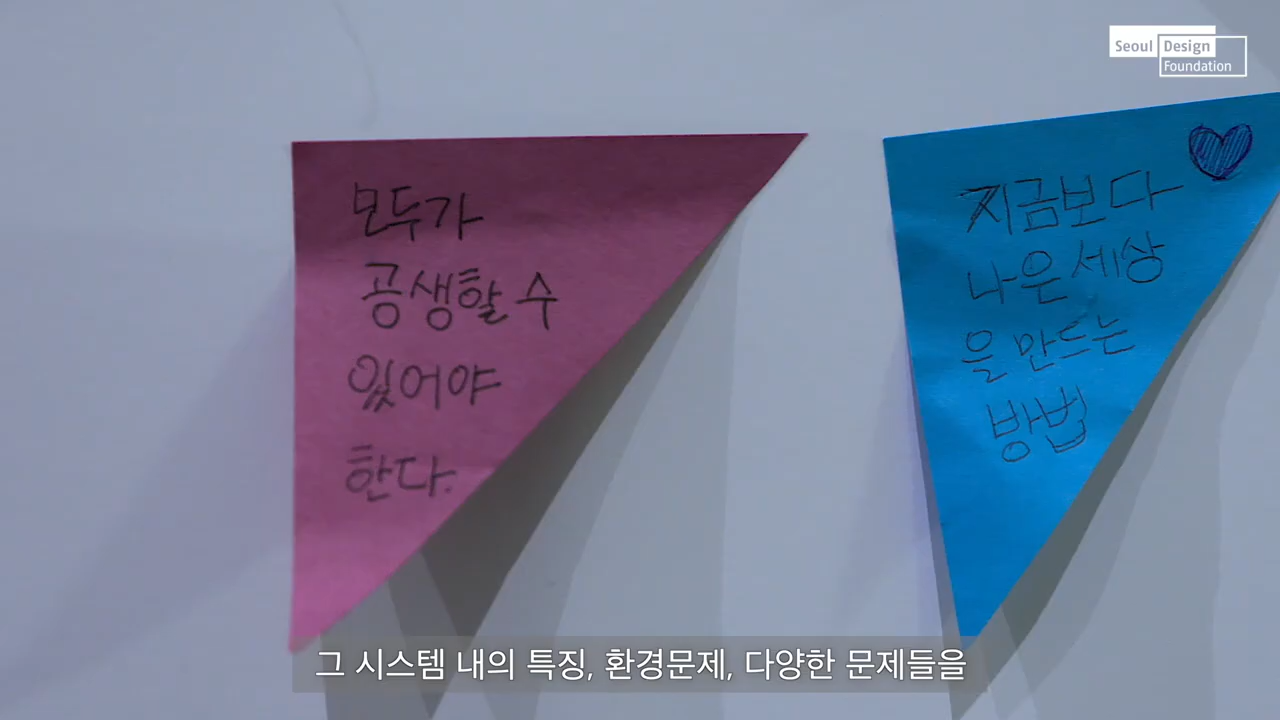 Seoul Design
Foundation
모두가
공생할 수
있어야
한다.
지금보다
나은 세상
을 만드는
방법
그 시스템 내의 특징, 환경문제, 다양한 문제들을